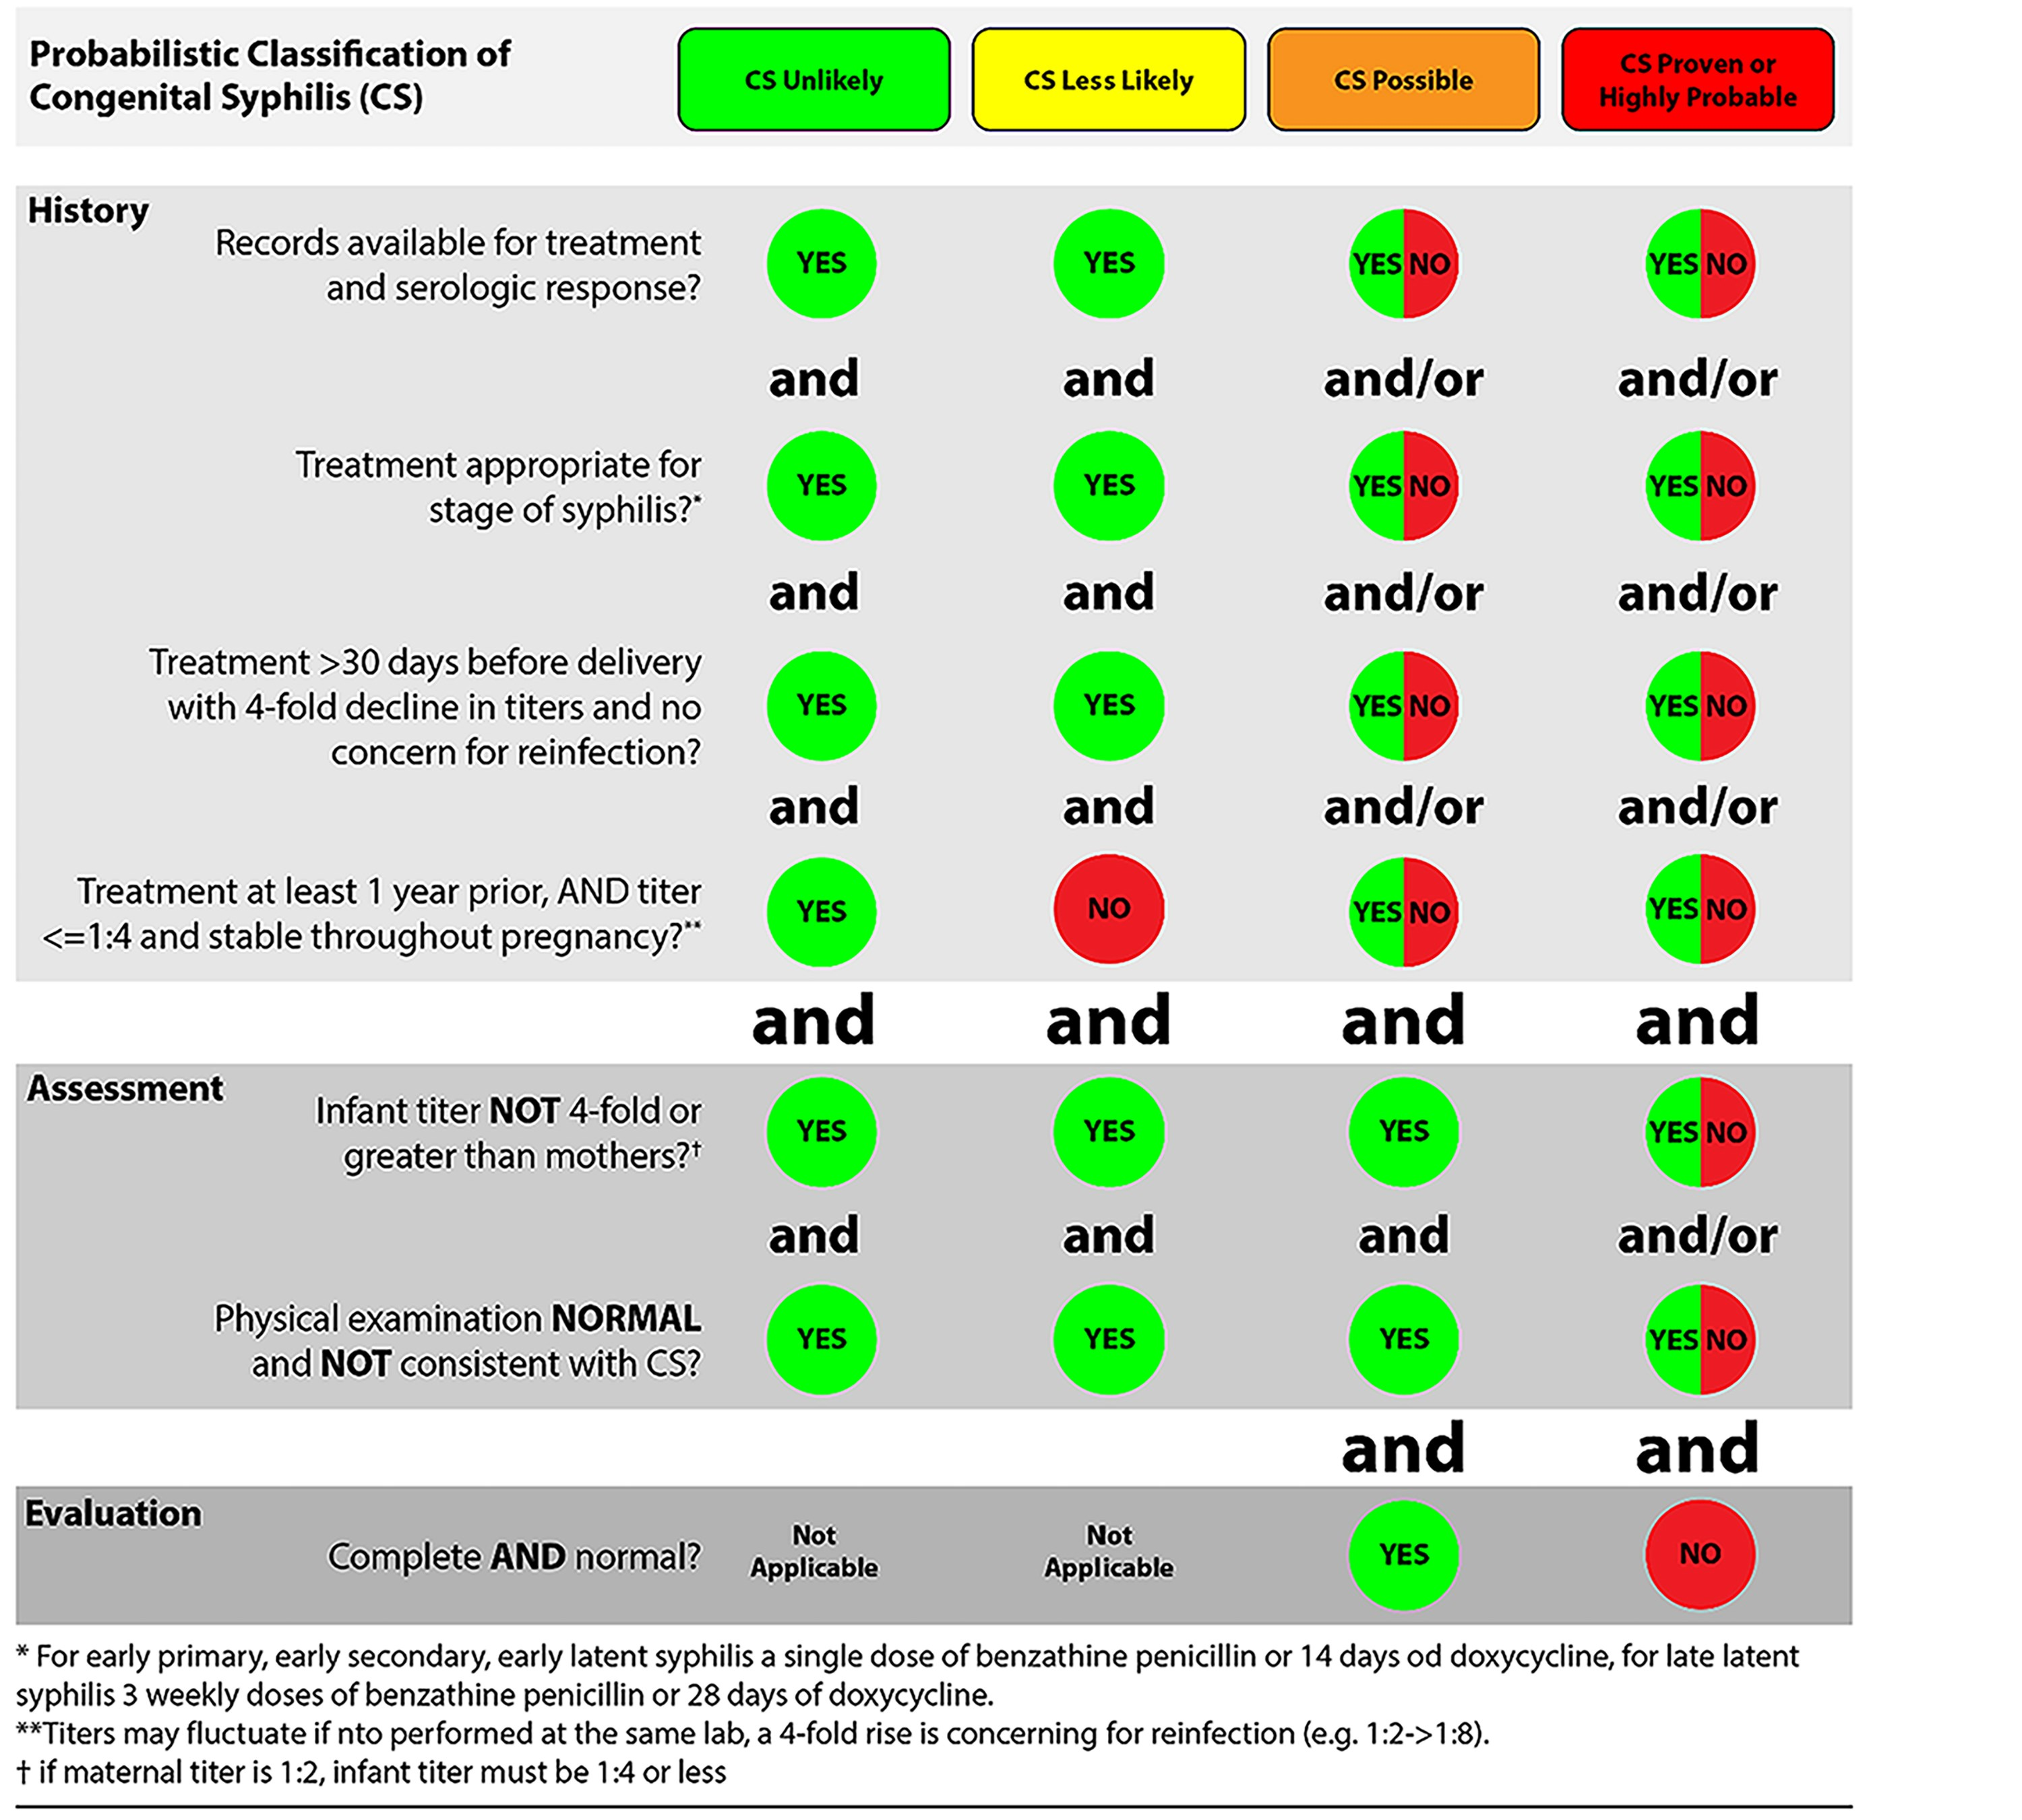 Probabilistic Classification of
Congenital Syphilis (CS)
CS Unlikely
CS Less Likely
CS Possible
CS Proven or
Highly Probable
History
Records available for treatment
and serologic response?
YES
YES
YES NO
YES NO
and
and
and/or
and/or
Treatment appropriate for
stage of syphilis?*
YES
YES
YES NO
YES NO
and
and
and/or
and/or
Treatment >30 days before delivery
with 4-fold decline in titers and no
concern for reinfection?
YES
YES
YES NO
YES NO
and
and
and/or
and/or
Treatment at least 1 year prior, AND titer
<=1:4 and stable throughout pregnancy?**
YES
NO
YES NO
YES NO
and
and
and
and
Assessment
Infant titer NOT 4-fold or
greater than mothers?†
YES
YES
YES
YES NO
and
and
and
and/or
Physical examination NORMAL
and NOT consistent with CS?
YES
YES
YES
YES NO
and
and
Evaluation
Complete AND normal?
Not
Applicable
Not
Applicable
YES
NO
* For early primary, early secondary, early latent syphilis a single dose of benzathine penicillin or 14 days od doxycycline, for late latent
syphilis 3 weekly doses of benzathine penicillin or 28 days of doxycycline.
**Titers may fluctuate if nto performed at the same lab, a 4-fold rise is concerning for reinfection (e.g. 1:2->1:8).
† if maternal titer is 1:2, infant titer must be 1:4 or less